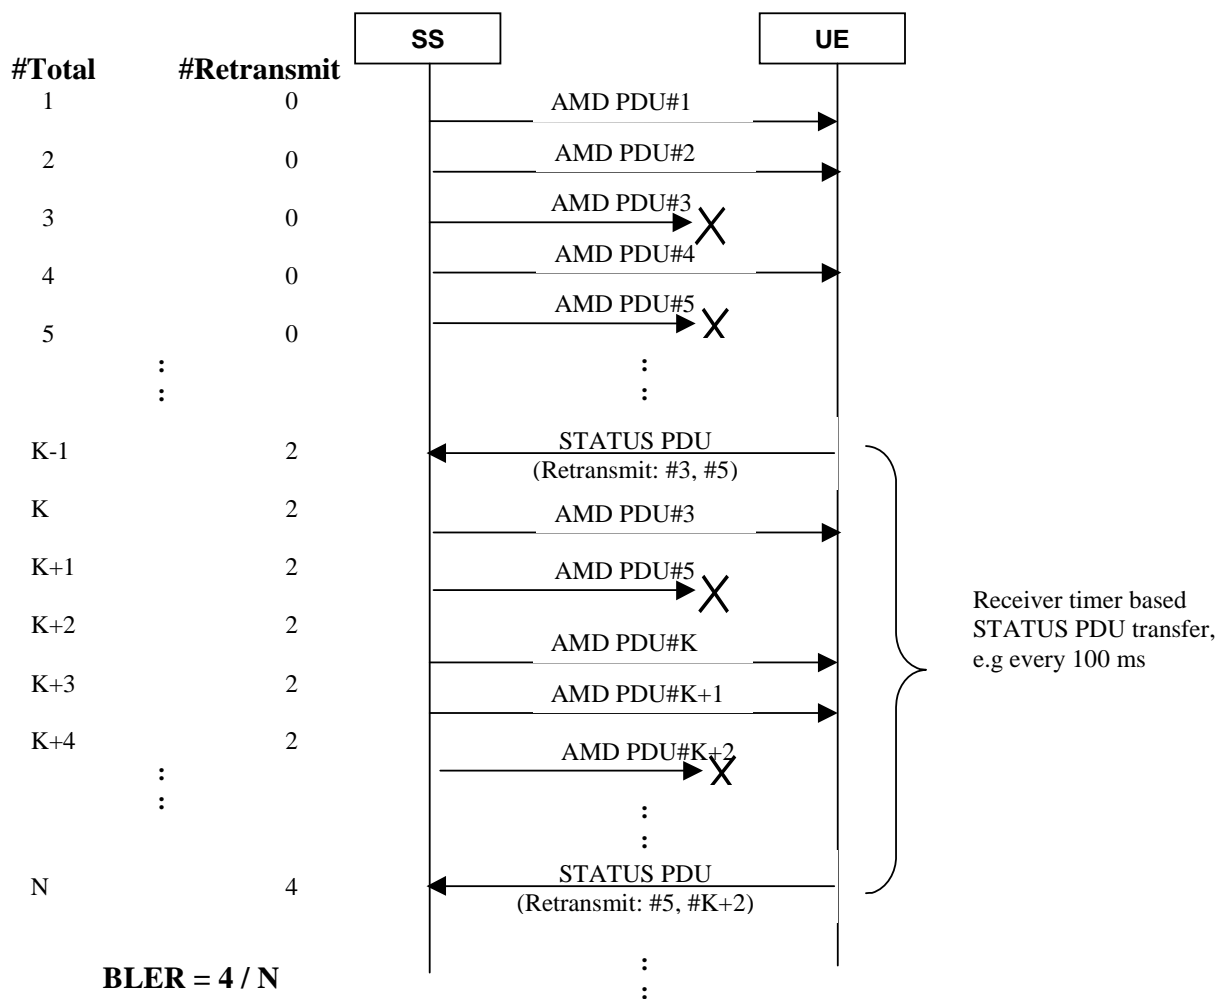 SS UE
#Total #Retransmit
1 0 AMD PDU#1
2 0 AMD PDU#2
3 0 AMD PDU#3
4 0 AMD PDU#4
5 0 AMD PDU#5
: :
: :
K-1 2 STATUS PDU
(Retransmit: #3, #5)
K 2 AMD PDU#3
K+1 2 AMD PDU#5
Receiver timer based
STATUS PDU transfer,
e.g every 100 ms
K+2 2 AMD PDU#K
K+3 2 AMD PDU#K+1
K+4 2 AMD PDU#K+2
: :
: :
N 4 STATUS PDU
(Retransmit: #5, #K+2)
BLER = 4 / N
:
: